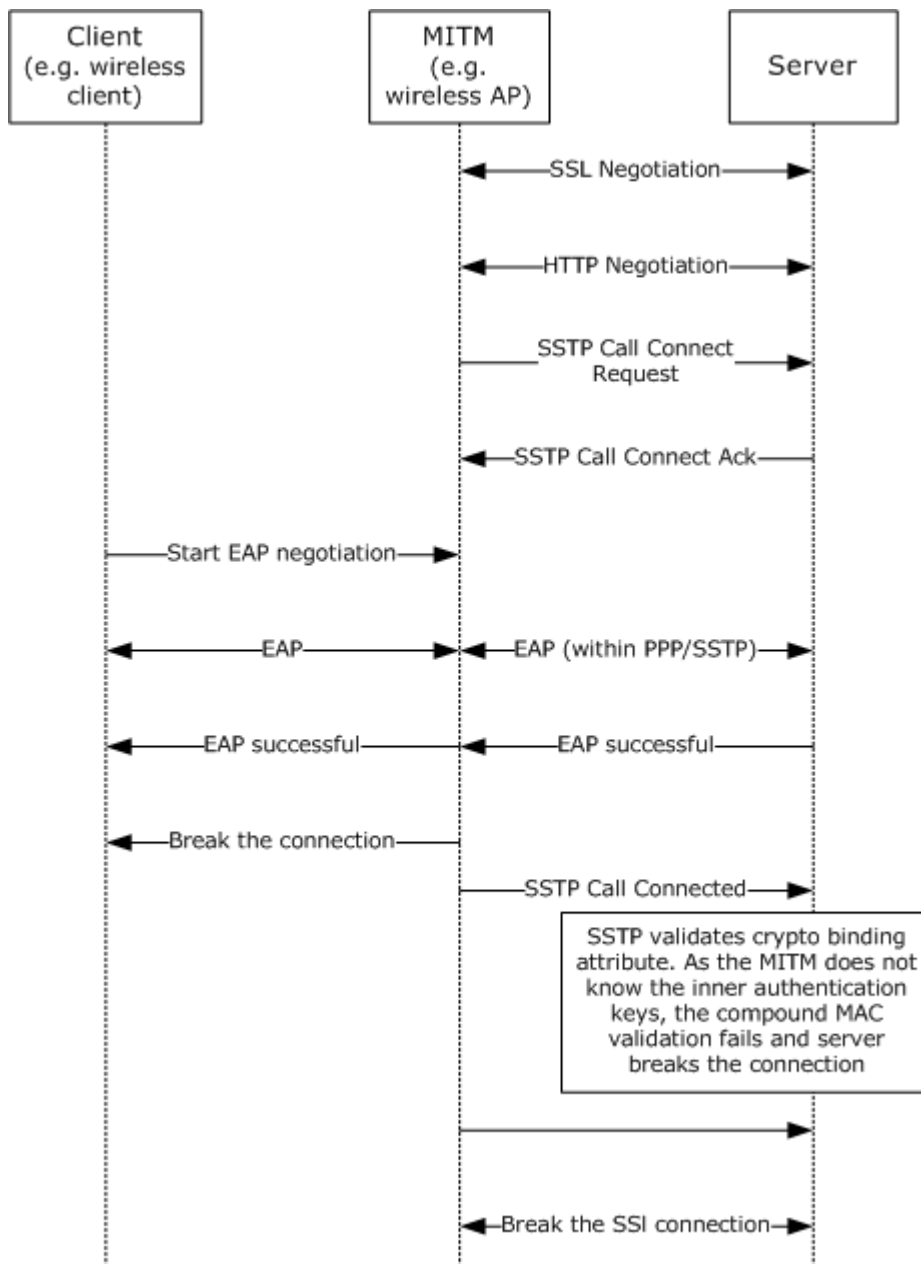 Client
(e.g. wireless
client)
MITM
(e.g.
wireless AP)
Server
SSL Negotiation
HTTP Negotiation
SSTP Call Connect
Request
SSTP Call Connect Ack
Start EAP negotiation
EAP
EAP (within PPP/SSTP)
EAP successful
EAP successful
Break the connection
SSTP Call Connected
SSTP validates crypto binding
attribute. As the MITM does not
know the inner authentication
keys, the compound MAC
validation fails and server
breaks the connection
Break the SSl connection